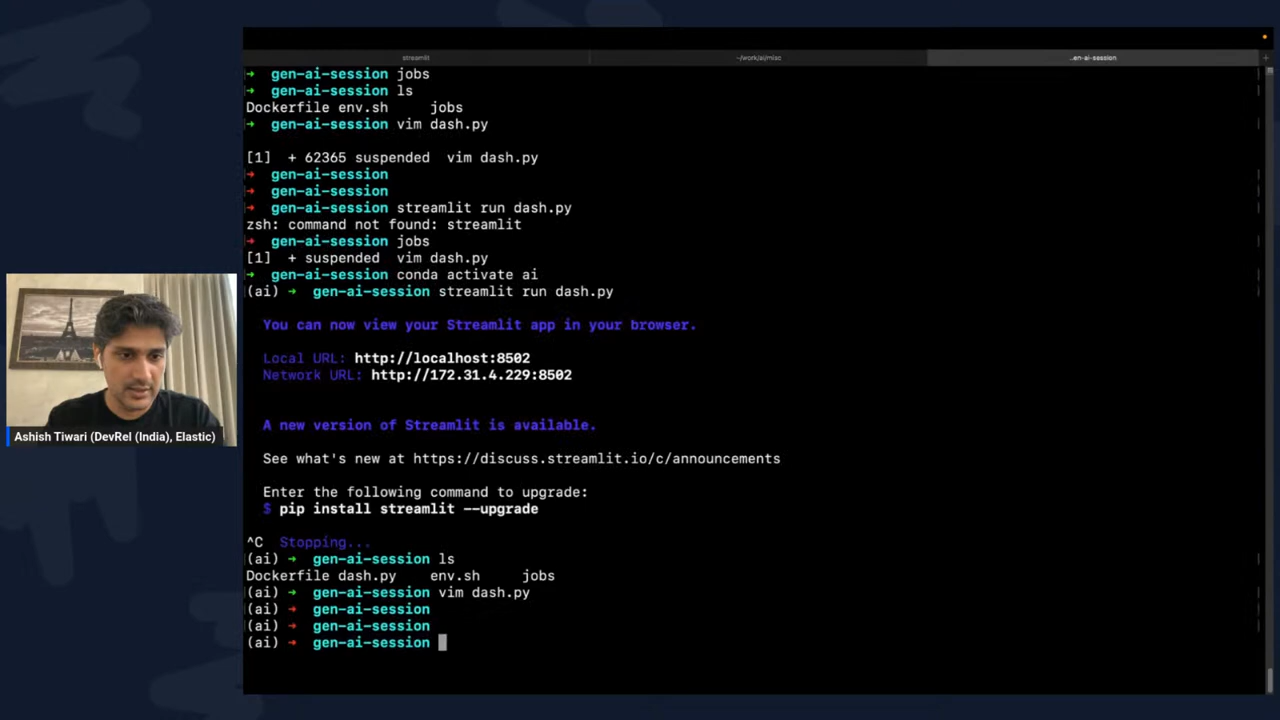 streamlit
~/work/ai/misc
..en-ai-session
➜ gen-ai-session jobs
➜ gen-ai-session ls
Dockerfile env.sh jobs
➜ gen-ai-session vim dash.py
[1] + 62365 suspended vim dash.py
➜ gen-ai-session
➜ gen-ai-session
➜ gen-ai-session streamlit run dash.py
zsh: command not found: streamlit
➜ gen-ai-session jobs
[1] + suspended vim dash.py
➜ gen-ai-session conda activate ai
(ai) ➜ gen-ai-session streamlit run dash.py
You can now view your Streamlit app in your browser.
Local URL: http://localhost:8502
Network URL: http://172.31.4.229:8502
A new version of Streamlit is available.
See what's new at https://discuss.streamlit.io/c/announcements
Enter the following command to upgrade:
$ pip install streamlit --upgrade
^C Stopping...
(ai) ➜ gen-ai-session ls
Dockerfile dash.py env.sh jobs
(ai) ➜ gen-ai-session vim dash.py
(ai) ➜ gen-ai-session
(ai) ➜ gen-ai-session
(ai) ➜ gen-ai-session
Ashish Tiwari (DevRel (India), Elastic)